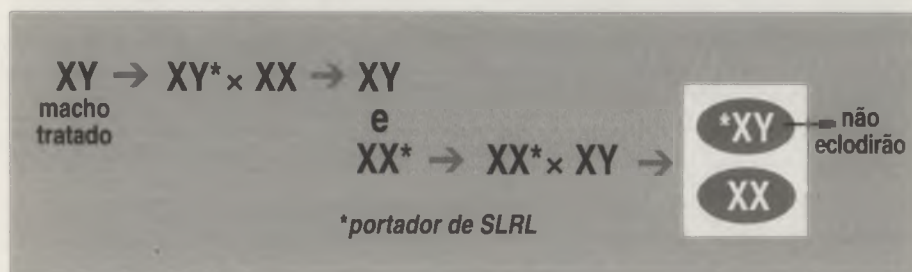 XY → XY* × XX → XY
macho
tratado
e
XX* → XX* × XY →
*XY
não
eclodirão
XX
*portador de SLRL